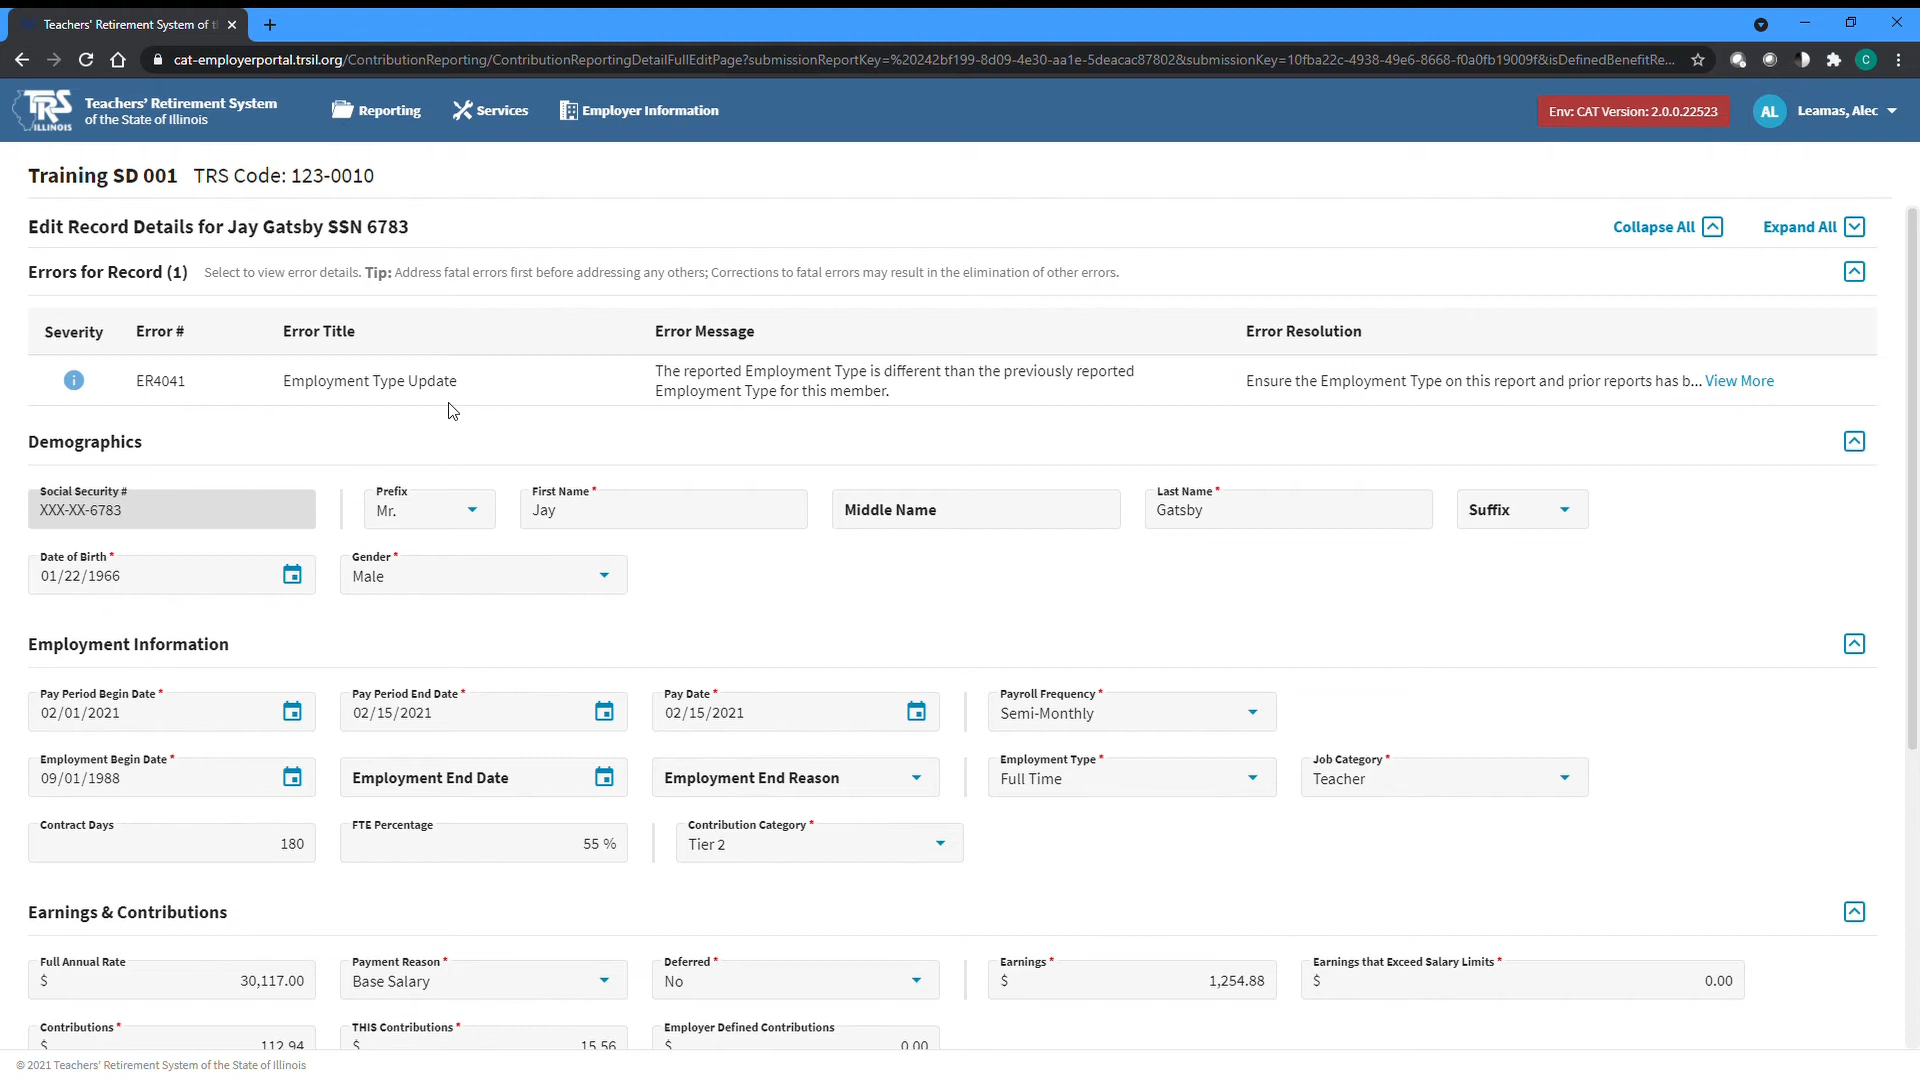 Teachers' Retirement System of t
cat-employerportal.trsil.org/ContributionReporting/ContributionReportingDetailFullEditPage?submissionReportKey=%20242bf199-8d09-4e30-aa1e-5deacac87802&submissionKey=10fba22c-4938-49e6-8668-f0a0fb19009f&isDefinedBenefitRe...
C
TRS ILLINOIS
Teachers' Retirement System
of the State of Illinois
Reporting
Services
Employer Information
Env: CAT Version: 2.0.0.22523
AL
Leamas, Alec
Training SD 001 TRS Code: 123-0010
Edit Record Details for Jay Gatsby SSN 6783
Collapse All
Expand All
Errors for Record (1) Select to view error details. Tip: Address fatal errors first before addressing any others; Corrections to fatal errors may result in the elimination of other errors.
Severity Error # Error Title Error Message Error Resolution
ER4041 Employment Type Update
The reported Employment Type is different than the previously reported
Employment Type for this member.
Ensure the Employment Type on this report and prior reports has b... View More
Demographics
Social Security #
XXX-XX-6783
Prefix
Mr.
First Name *
Jay
Middle Name
Last Name *
Gatsby
Suffix
Date of Birth *
01/22/1966
Gender *
Male
Employment Information
Pay Period Begin Date *
02/01/2021
Pay Period End Date *
02/15/2021
Pay Date *
02/15/2021
Payroll Frequency *
Semi-Monthly
Employment Begin Date *
09/01/1988
Employment End Date
Employment End Reason
Employment Type *
Full Time
Job Category *
Teacher
Contract Days
180
FTE Percentage
55 %
Contribution Category *
Tier 2
Earnings & Contributions
Full Annual Rate
$ 30,117.00
Payment Reason *
Base Salary
Deferred *
No
Earnings *
$ 1,254.88
Earnings that Exceed Salary Limits *
$ 0.00
Contributions *
$ 112.94
THIS Contributions *
$ 15.56
Employer Defined Contributions
$ 0.00
© 2021 Teachers' Retirement System of the State of Illinois